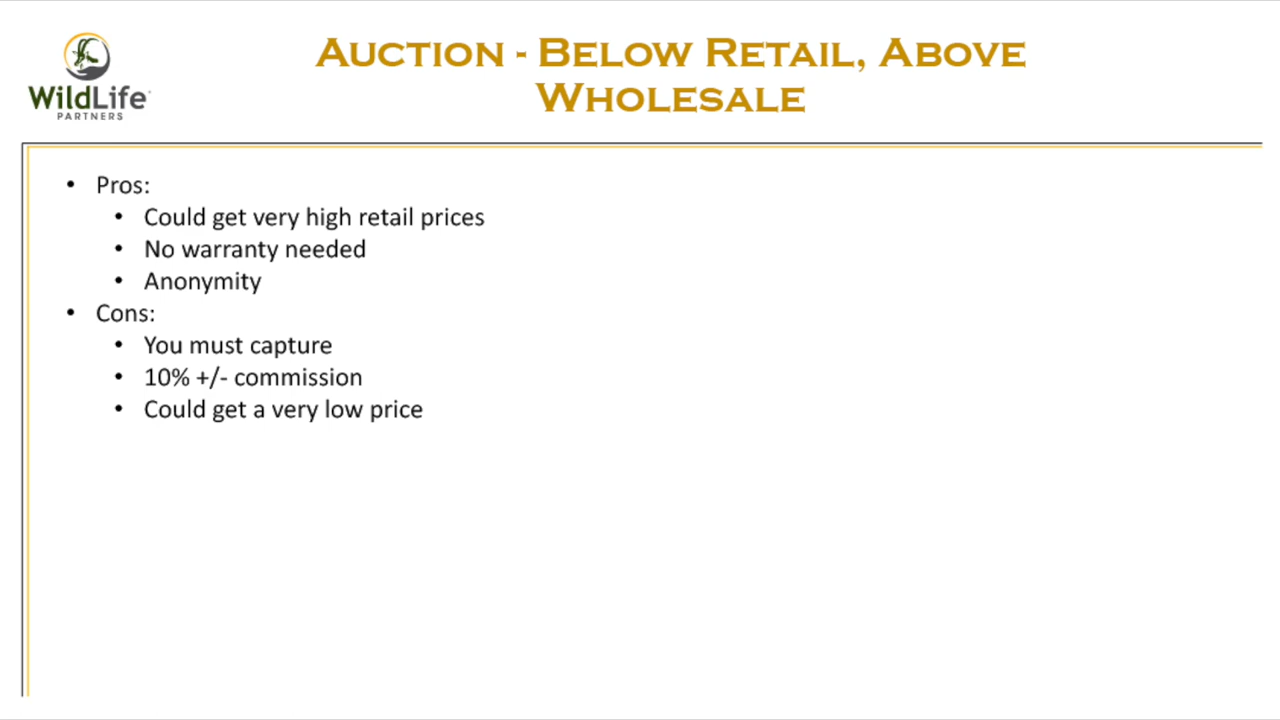 WildLife
PARTNERS
Auction - Below Retail, Above
Wholesale
• Pros:
• Could get very high retail prices
• No warranty needed
• Anonymity
• Cons:
• You must capture
• 10% +/- commission
• Could get a very low price